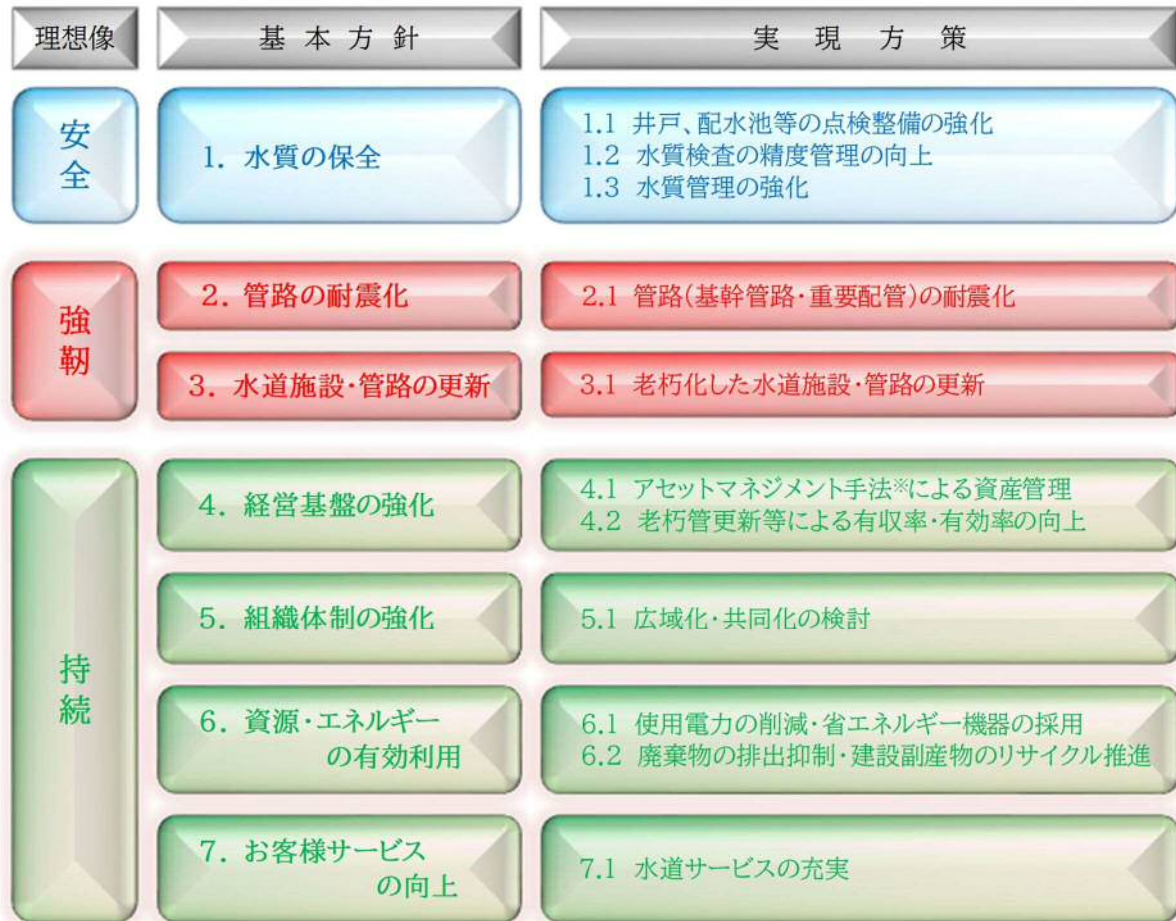 理想像
基本方針
実現方策
安全
1. 水質の保全
1.1 井戸、配水池等の点検整備の強化
1.2 水質検査の精度管理の向上
1.3 水質管理の強化
強靭
2. 管路の耐震化
2.1 管路(基幹管路・重要配管)の耐震化
3. 水道施設・管路の更新
3.1 老朽化した水道施設・管路の更新
持続
4. 経営基盤の強化
4.1 アセットマネジメント手法※による資産管理
4.2 老朽管更新等による有収率・有効率の向上
5. 組織体制の強化
5.1 広域化・共同化の検討
6. 資源・エネルギー
の有効利用
6.1 使用電力の削減・省エネルギー機器の採用
6.2 廃棄物の排出抑制・建設副産物のリサイクル推進
7. お客様サービス
の向上
7.1 水道サービスの充実